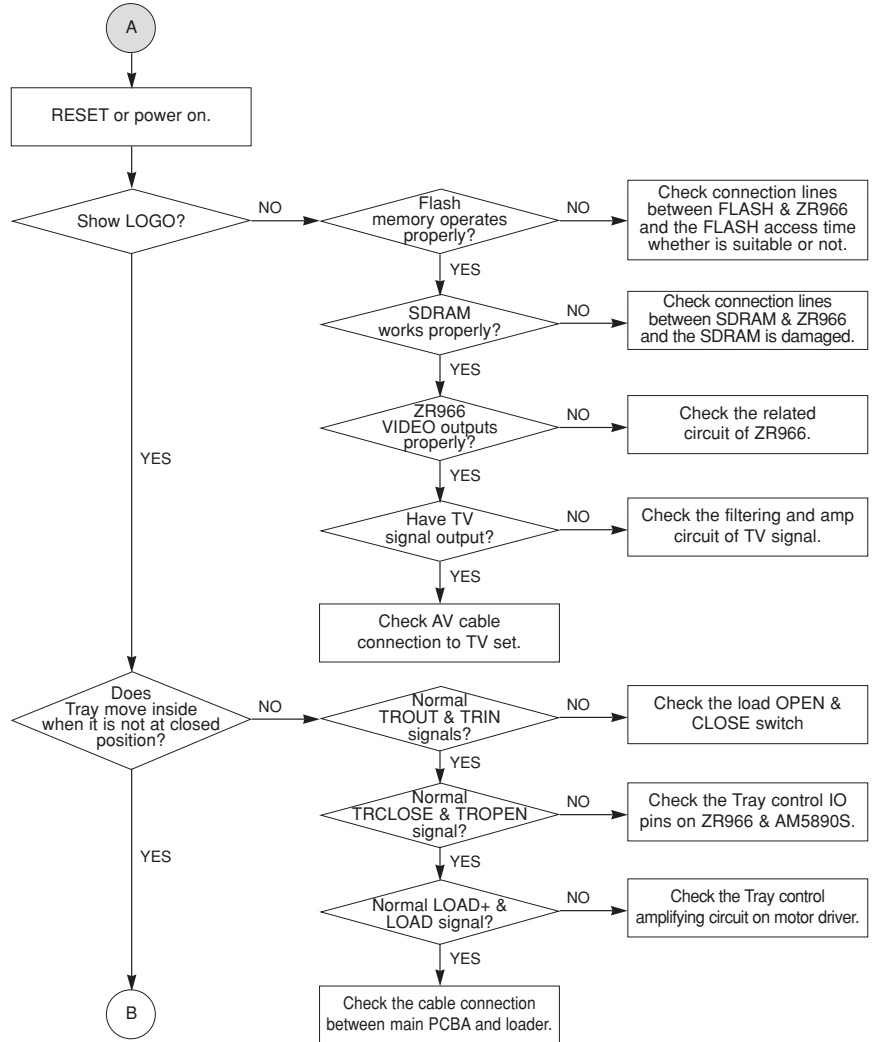 A
RESET or power on.
Show LOGO?
NO
Flash
memory operates
properly?
NO
Check connection lines
between FLASH & ZR966
and the FLASH access time
whether is suitable or not.
YES
SDRAM
works properly?
NO
Check connection lines
between SDRAM & ZR966
and the SDRAM is damaged.
YES
ZR966
VIDEO outputs
properly?
NO
Check the related
circuit of ZR966.
YES
YES
Have TV
signal output?
NO
Check the filtering and amp
circuit of TV signal.
YES
Check AV cable
connection to TV set.
Does
Tray move inside
when it is not at closed
position?
NO
Normal
TROUT & TRIN
signals?
NO
Check the load OPEN &
CLOSE switch
YES
Normal
TRCLOSE & TROPEN
signal?
NO
Check the Tray control IO
pins on ZR966 & AM5890S.
YES
YES
Normal LOAD+ &
LOAD signal?
NO
Check the Tray control
amplifying circuit on motor driver.
YES
Check the cable connection
between main PCBA and loader.
B